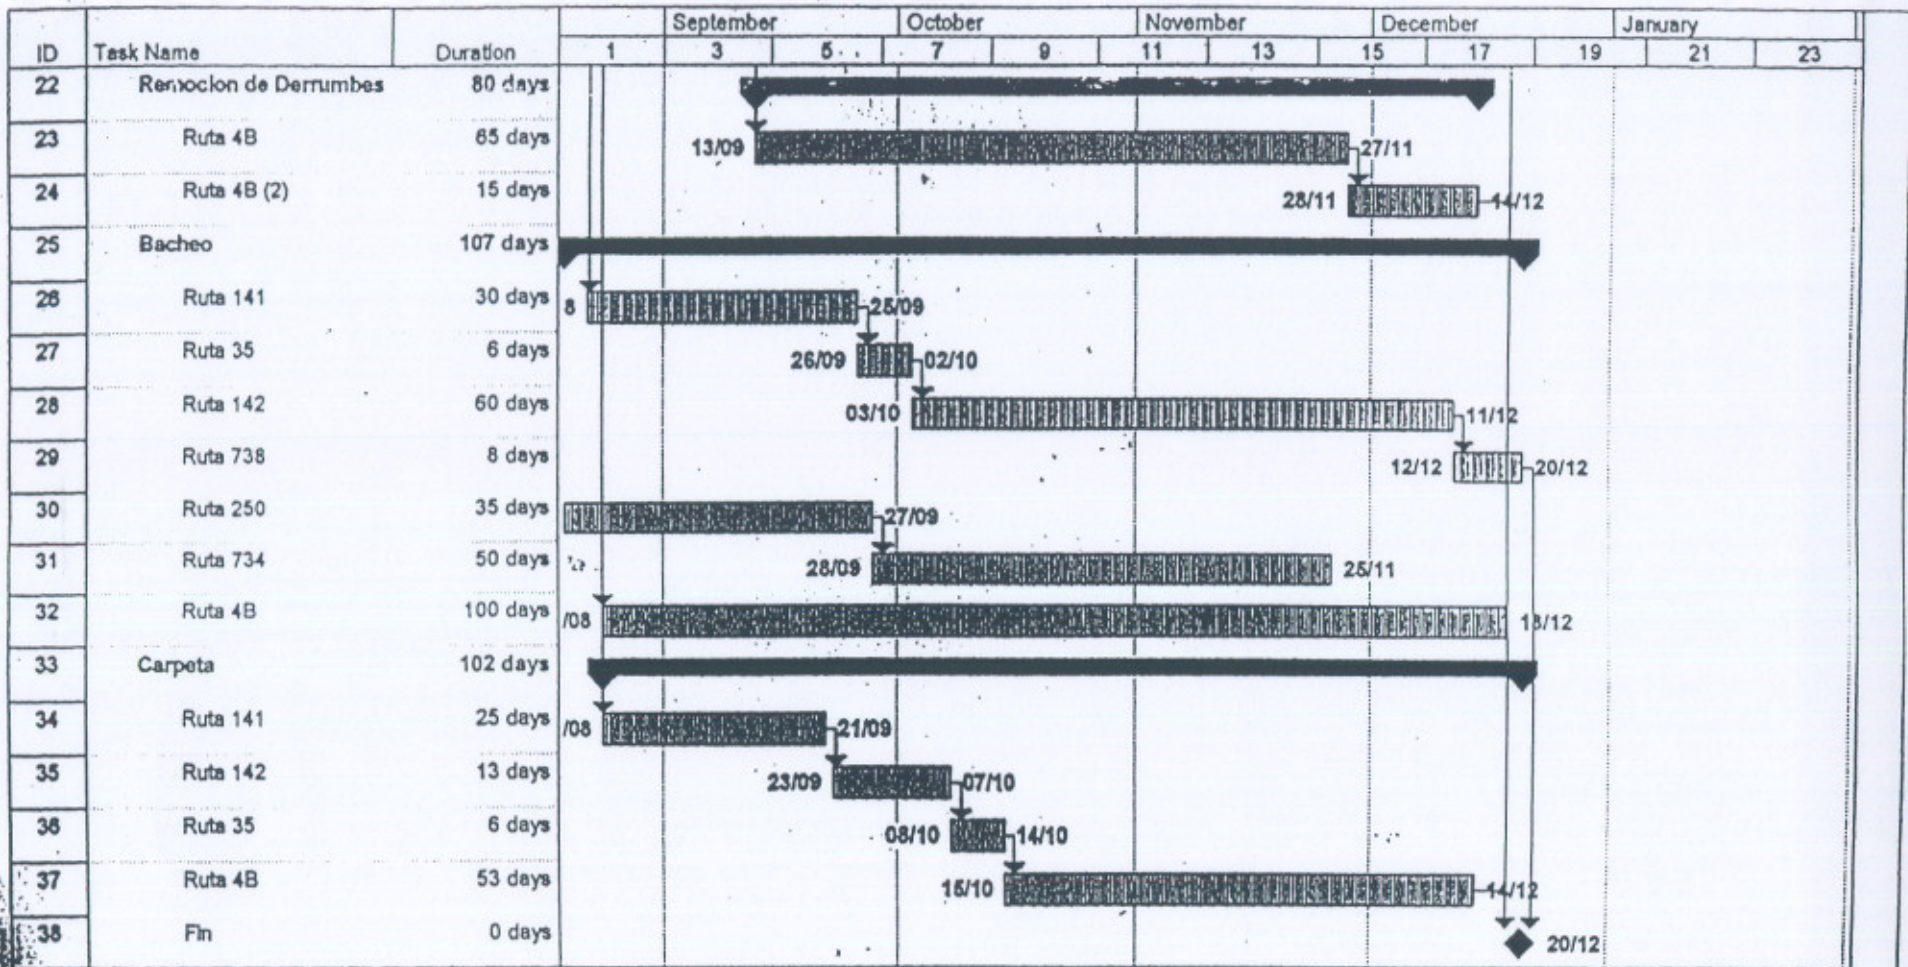 September October November December January
ID Task Name Duration 1 3 5 7 9 11 13 15 17 19 21 23
22 Remocion de Derrumbes 80 days
23 Ruta 4B 65 days 13/09 27/11
24 Ruta 4B (2) 15 days 28/11 14/12
25 Bacheo 107 days
26 Ruta 141 30 days 8 25/09
27 Ruta 35 6 days 26/09 02/10
28 Ruta 142 60 days 03/10 11/12
29 Ruta 738 8 days 12/12 20/12
30 Ruta 250 35 days 27/09
31 Ruta 734 50 days 28/09 25/11
32 Ruta 4B 100 days /08 18/12
33 Carpeta 102 days
34 Ruta 141 25 days /08 21/09
35 Ruta 142 13 days 23/09 07/10
36 Ruta 35 6 days 08/10 14/10
37 Ruta 4B 53 days 15/10 14/12
38 Fin 0 days 20/12